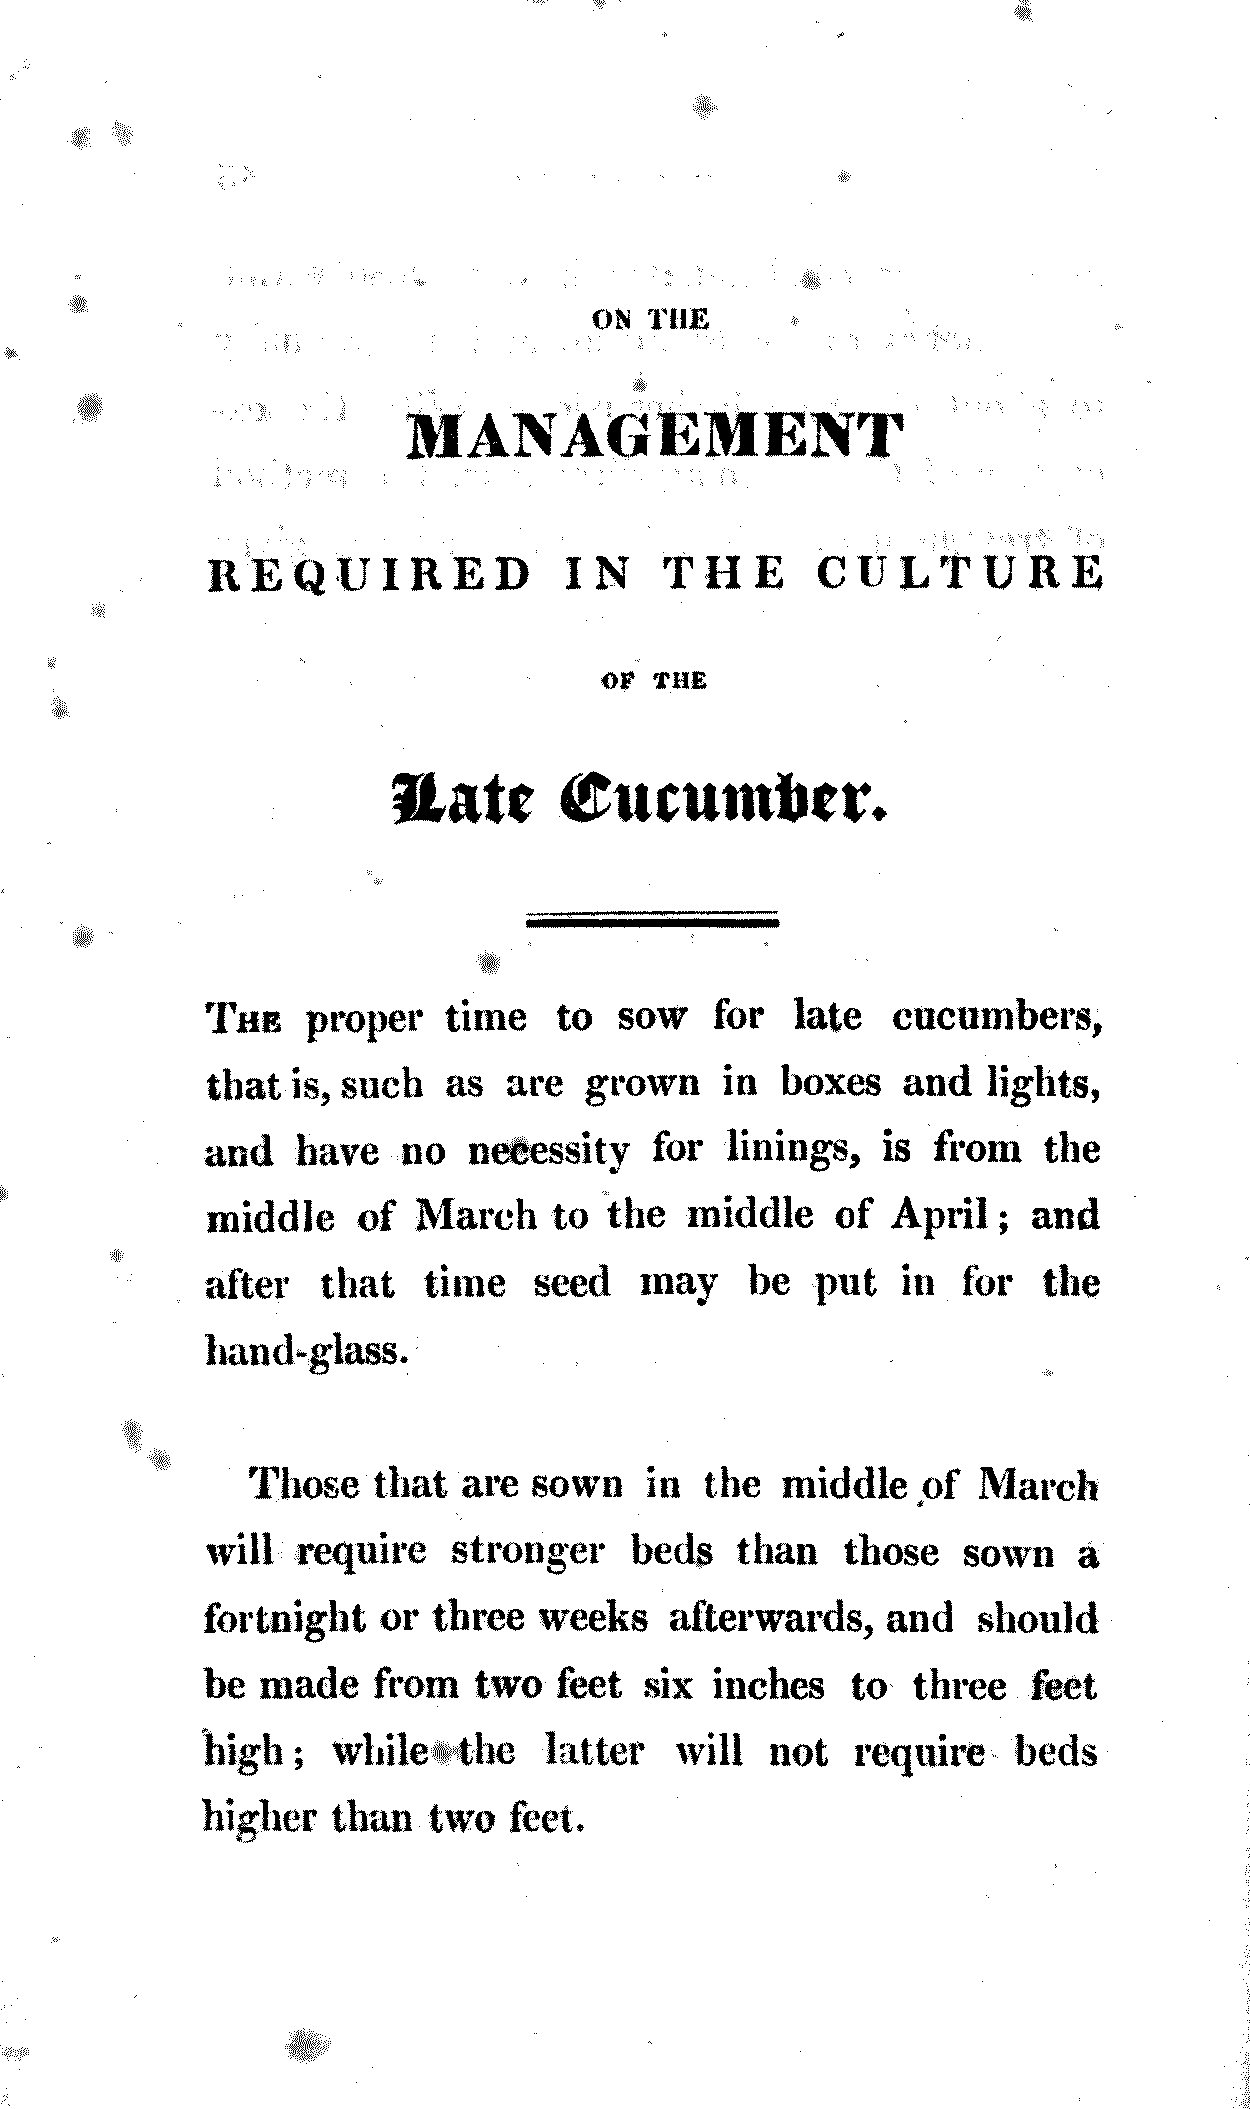 ON THE
MANAGEMENT
REQUIRED IN THE CULTURE
OF THE
Late Cucumber.
THE proper time to sow for late cucumbers,
that is, such as are grown in boxes and lights,
and have no necessity for linings, is from the
middle of March to the middle of April; and
after that time seed may be put in for the
hand-glass.
Those that are sown in the middle of March
will require stronger beds than those sown a
fortnight or three weeks afterwards, and should
be made from two feet six inches to three feet
high; while the latter will not require beds
higher than two feet.